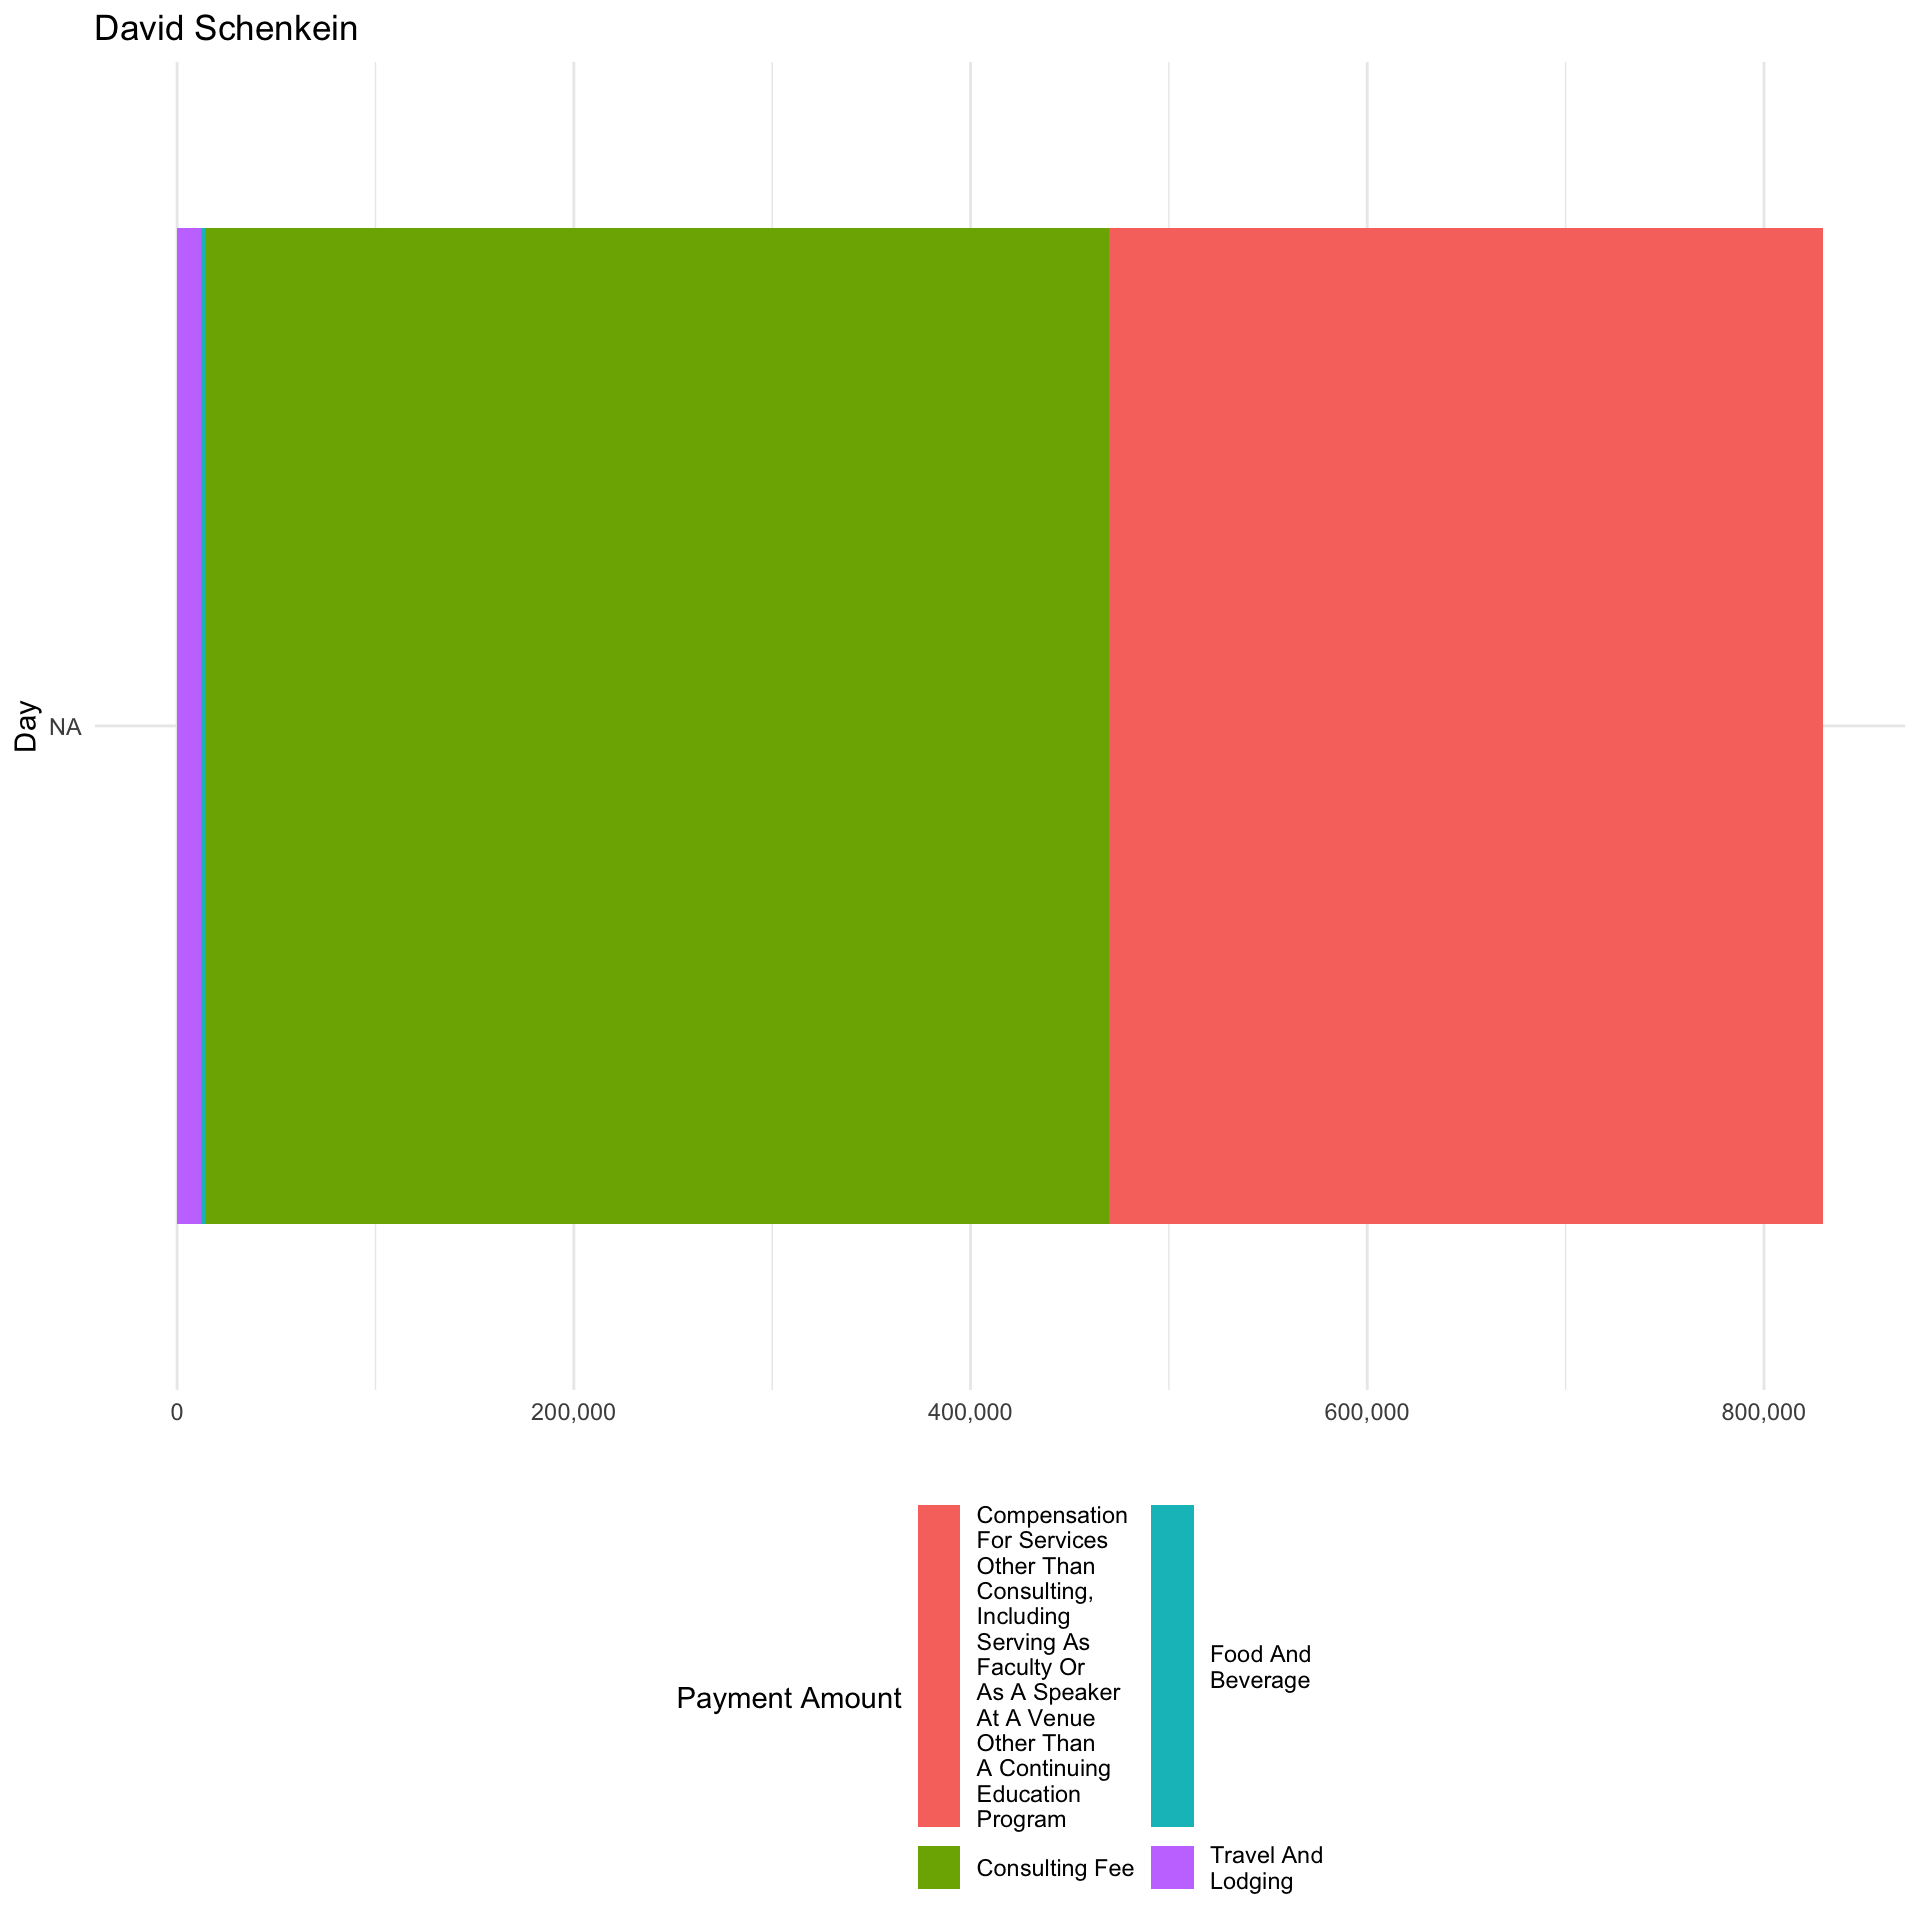 David Schenkein
Day
NA
0
200,000
400,000
600,000
800,000
Payment Amount
Compensation
For Services
Other Than
Consulting,
Including
Serving As
Faculty Or
As A Speaker
At A Venue
Other Than
A Continuing
Education
Program
Consulting Fee
Food And
Beverage
Travel And
Lodging